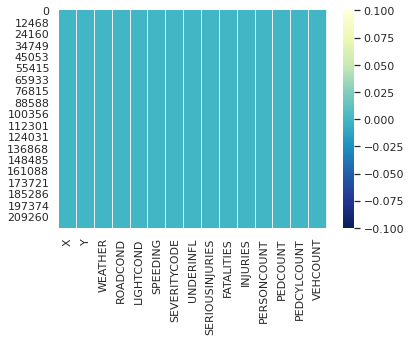 0
12468
24160
34749
45053
55415
65933
76815
88588
100356
112301
124031
136868
148485
161088
173721
185286
197374
209260
X
Y
WEATHER
ROADCOND
LIGHTCOND
SPEEDING
SEVERITYCODE
UNDERINFL
SERIOUSINJURIES
FATALITIES
INJURIES
PERSONCOUNT
PEDCOUNT
PEDCYLCOUNT
VEHCOUNT
0.100
0.075
0.050
0.025
0.000
−0.025
−0.050
−0.075
−0.100